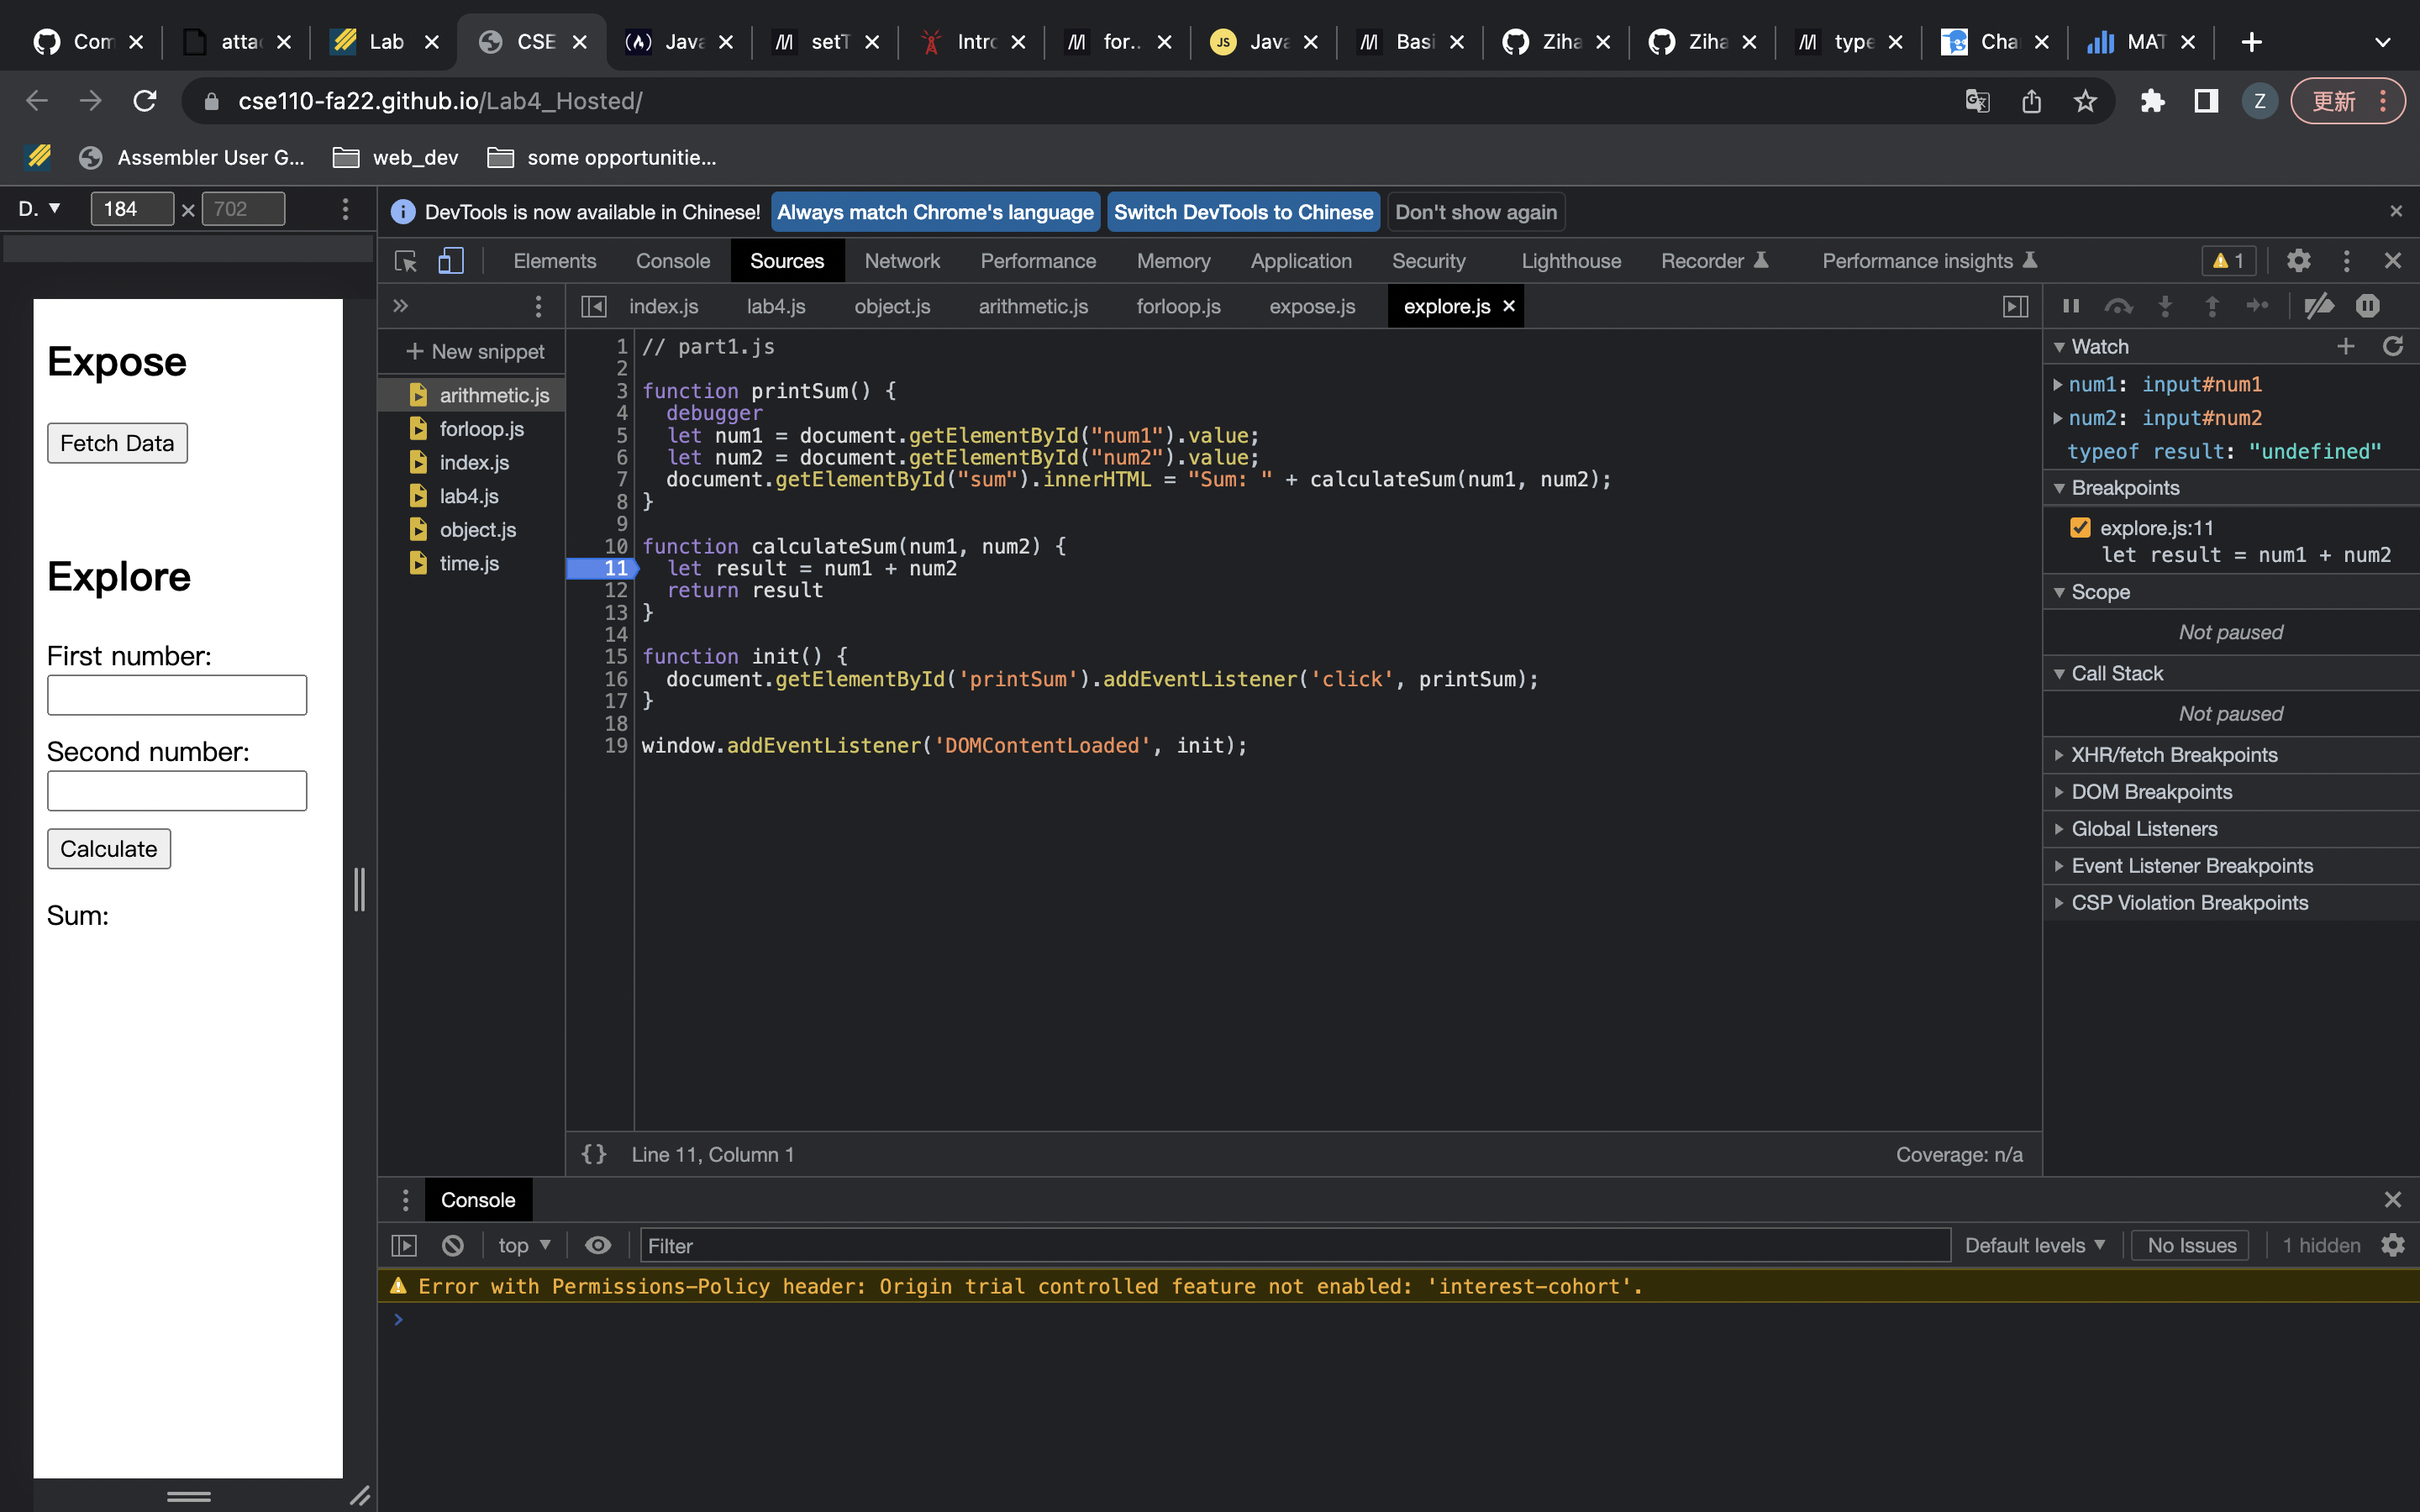 Com
atta
Lab
CSE
Java
setT
Intro
for..
JS Java
Basi
Ziha
Ziha
type
Cha
MAT
cse110-fa22.github.io/Lab4_Hosted/
Z
更新
Assembler User G...
web_dev
some opportunitie...
D.
184 × 702
DevTools is now available in Chinese! Always match Chrome's language Switch DevTools to Chinese Don't show again
Elements Console Sources Network Performance Memory Application Security Lighthouse Recorder Performance insights 1
index.js lab4.js object.js arithmetic.js forloop.js expose.js explore.js
+ New snippet
arithmetic.js
forloop.js
index.js
lab4.js
object.js
time.js
1 // part1.js
2
3 function printSum() {
4   debugger
5   let num1 = document.getElementById("num1").value;
6   let num2 = document.getElementById("num2").value;
7   document.getElementById("sum").innerHTML = "Sum: " + calculateSum(num1, num2);
8 }
9
10 function calculateSum(num1, num2) {
11   let result = num1 + num2
12   return result
13 }
14
15 function init() {
16   document.getElementById('printSum').addEventListener('click', printSum);
17 }
18
19 window.addEventListener('DOMContentLoaded', init);
{} Line 11, Column 1
Coverage: n/a
Watch
num1: input#num1
num2: input#num2
typeof result: "undefined"
Breakpoints
explore.js:11
let result = num1 + num2
Scope
Not paused
Call Stack
Not paused
XHR/fetch Breakpoints
DOM Breakpoints
Global Listeners
Event Listener Breakpoints
CSP Violation Breakpoints
Expose
Fetch Data
Explore
First number:
Second number:
Calculate
Sum:
Console
top Filter Default levels No Issues 1 hidden
Error with Permissions-Policy header: Origin trial controlled feature not enabled: 'interest-cohort'.